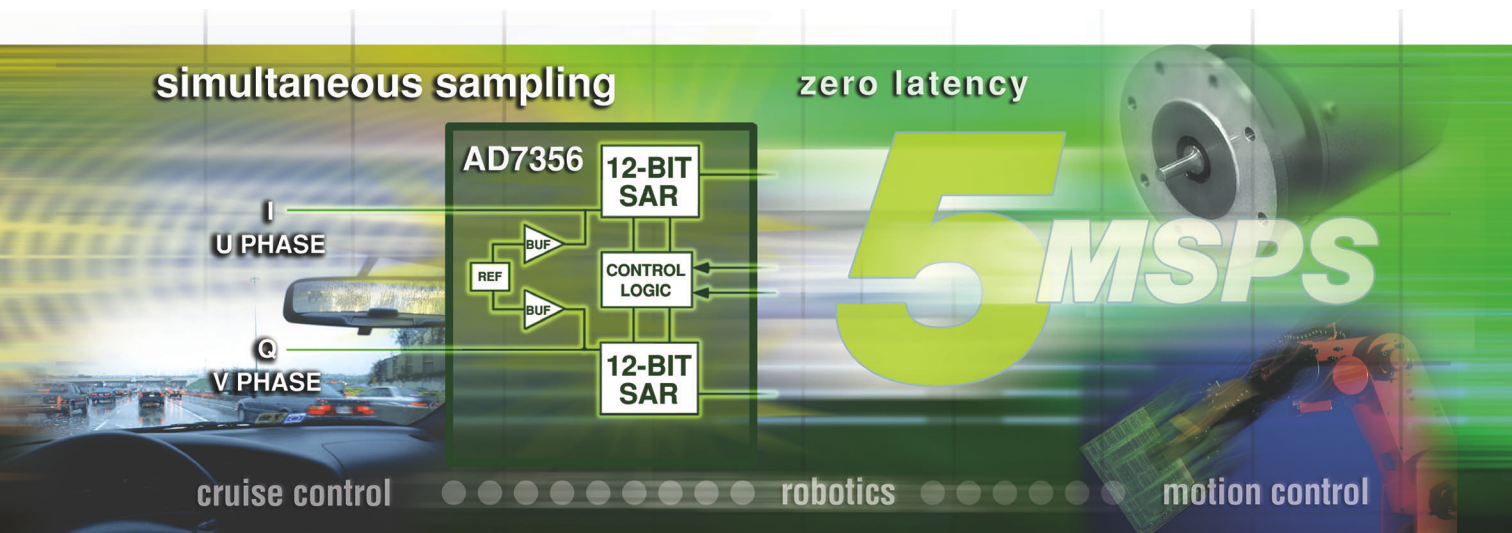 simultaneous sampling
zero latency
AD7356
12-BIT
SAR
I
U PHASE
BUF
REF
BUF
CONTROL
LOGIC
5 MSPS
Q
V PHASE
12-BIT
SAR
cruise control
robotics
motion control